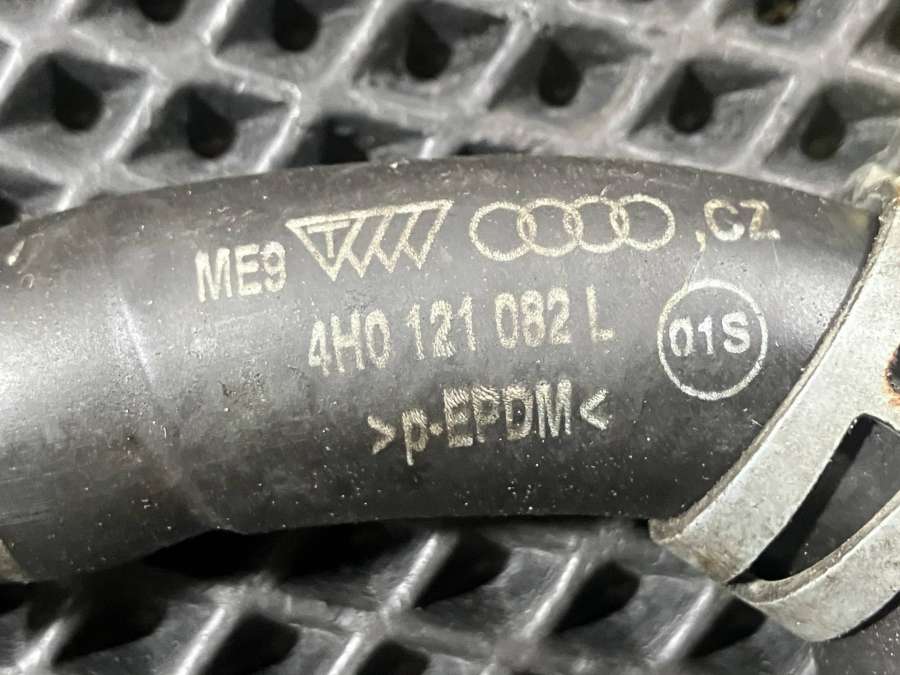 ME9 ,CZ
4H0 121 082 L
01S
>p-EPDM<